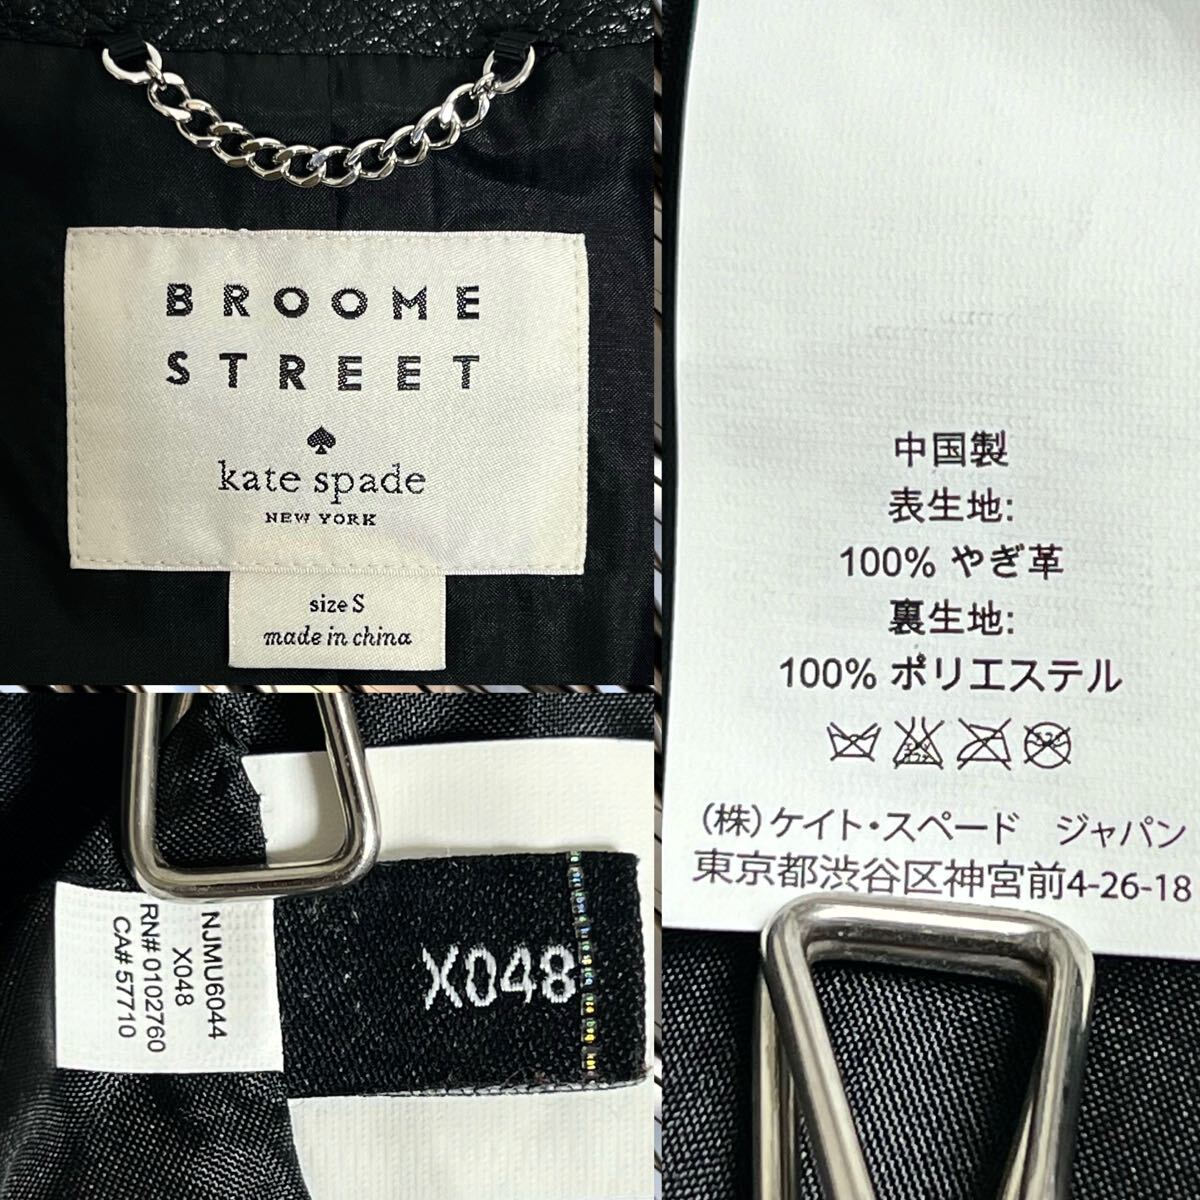 BROOME
STREET
kate spade
NEW YORK
size S
made in china
中国製
表生地:
100% やぎ革
裏生地:
100% ポリエステル
(株)ケイト・スペード ジャパン
東京都渋谷区神宮前4-26-18
NJMU6044
X048
RN# 0102760
CA# 57710
X048